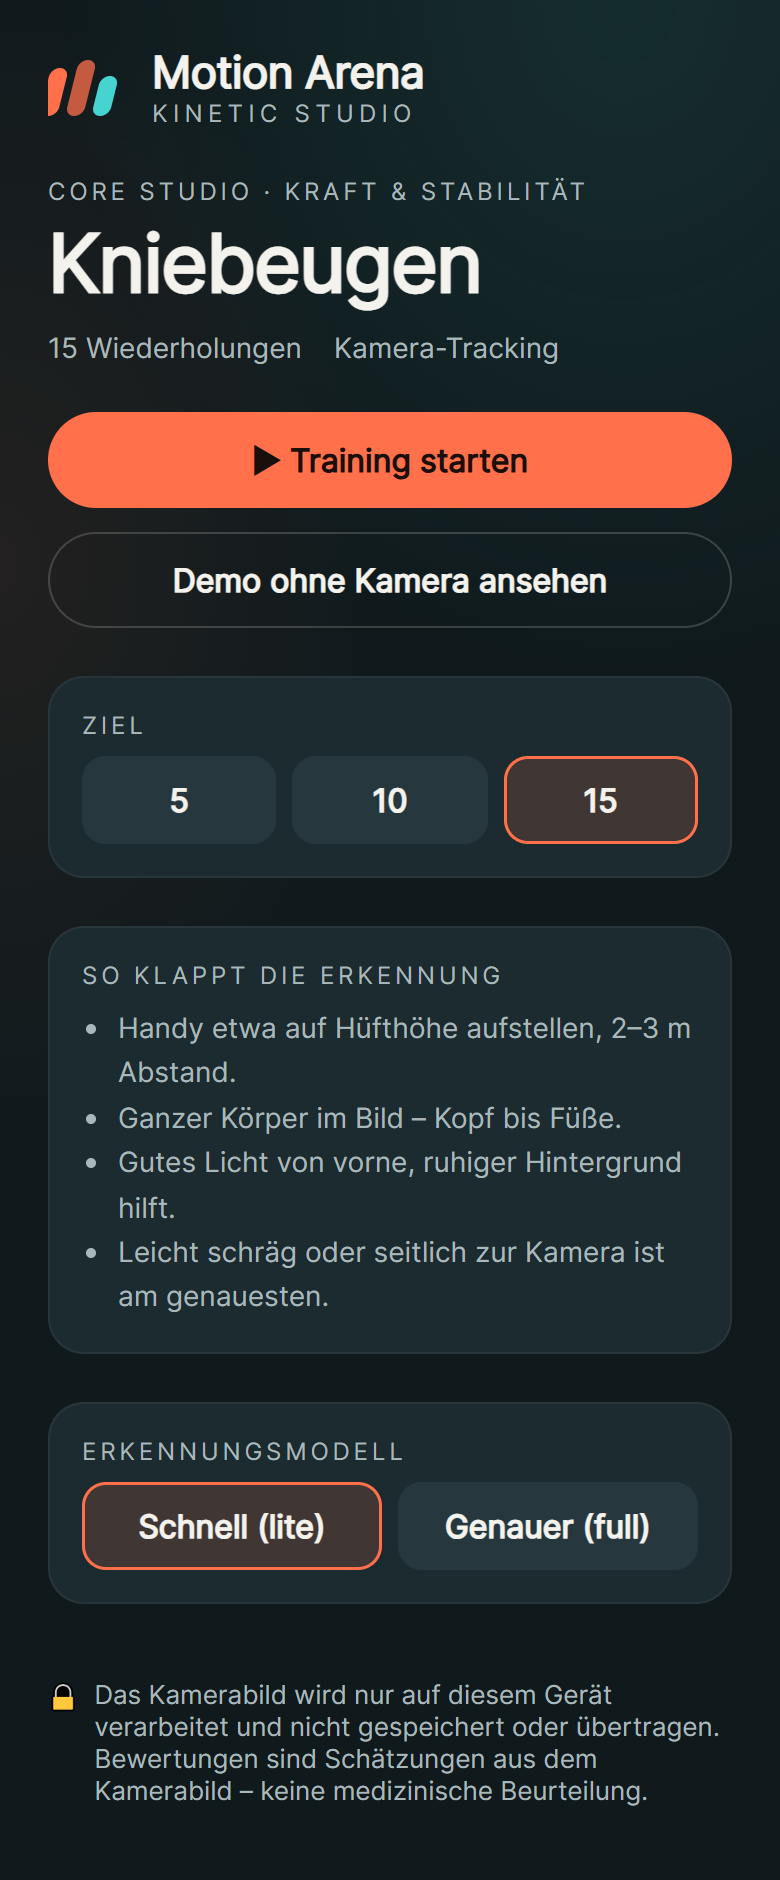 Motion Arena
KINETIC STUDIO
CORE STUDIO · KRAFT & STABILITÄT
Kniebeugen
15 Wiederholungen Kamera-Tracking
▶ Training starten
Demo ohne Kamera ansehen
ZIEL
5 10 15
SO KLAPPT DIE ERKENNUNG
• Handy etwa auf Hüfthöhe aufstellen, 2–3 m
Abstand.
• Ganzer Körper im Bild – Kopf bis Füße.
• Gutes Licht von vorne, ruhiger Hintergrund
hilft.
• Leicht schräg oder seitlich zur Kamera ist
am genauesten.
ERKENNUNGSMODELL
Schnell (lite) Genauer (full)
🔒 Das Kamerabild wird nur auf diesem Gerät
verarbeitet und nicht gespeichert oder übertragen.
Bewertungen sind Schätzungen aus dem
Kamerabild – keine medizinische Beurteilung.